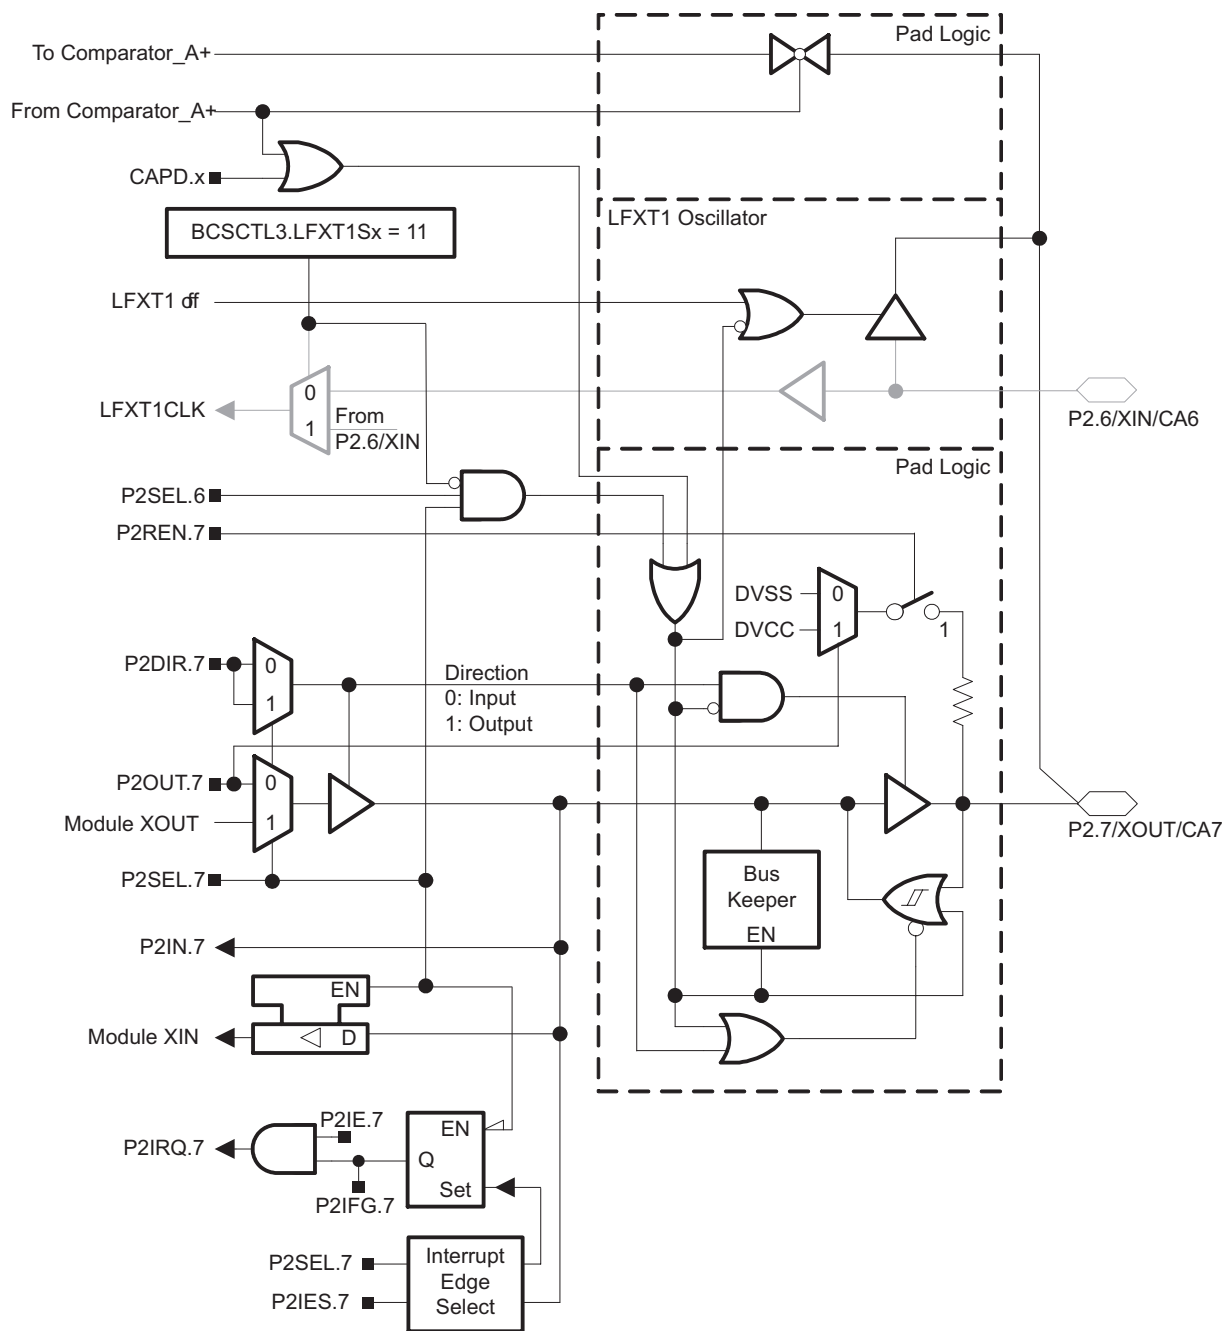 Pad Logic
To Comparator_A+
From Comparator_A+
CAPD.x
BCSCTL3.LFXT1Sx = 11
LFXT1 Oscillator
LFXT1 off
0
LFXT1CLK
1
From
P2.6/XIN
P2.6/XIN/CA6
Pad Logic
P2SEL.6
P2REN.7
DVSS
0
DVCC
1
1
P2DIR.7
0
1
Direction
0: Input
1: Output
P2OUT.7
0
Module XOUT
1
P2.7/XOUT/CA7
P2SEL.7
Bus
Keeper
EN
P2IN.7
EN
Module XIN
D
P2IE.7
P2IRQ.7
EN
Q
Set
P2IFG.7
P2SEL.7
P2IES.7
Interrupt
Edge
Select